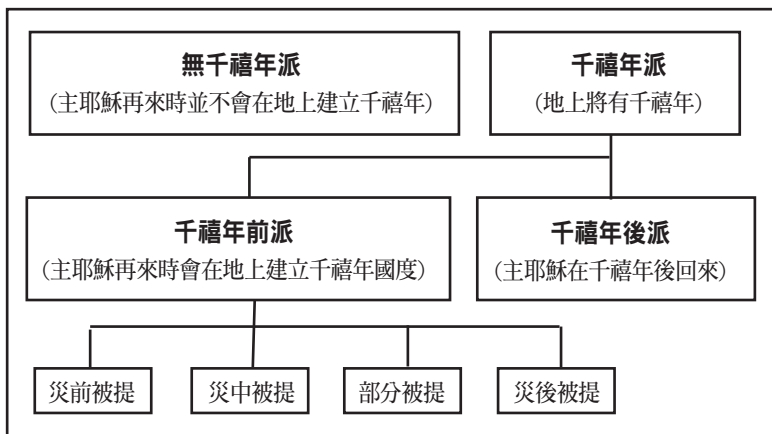 無千禧年派
（主耶穌再來時並不會在地上建立千禧年）
千禧年派
（地上將有千禧年）
千禧年前派
（主耶穌再來時會在地上建立千禧年國度）
千禧年後派
（主耶穌在千禧年後回來）
災前被提
災中被提
部分被提
災後被提